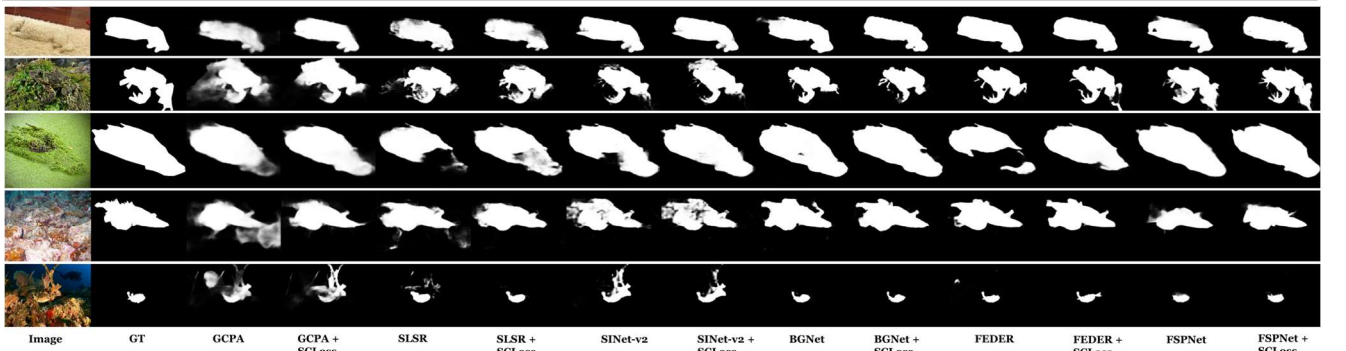 Image GT GCPA GCPA + SLSR SLSR + SINet-v2 SINet-v2 + BGNet BGNet + FEDER FEDER + FSPNet FSPNet +